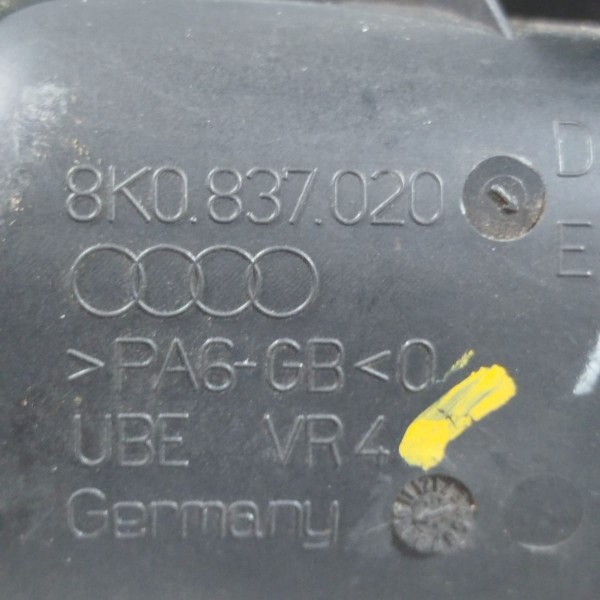 8K0.837.020
>PA6-GB<0
UBE VR4
Germany
D
E